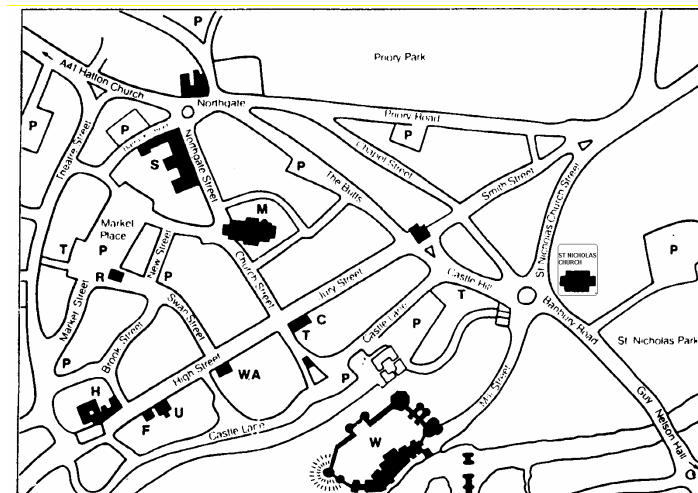 P
Priory Park
A41 Hatton Church
Northgate
Priory Road
P
P
P
Theatre Street
Northgate Street
S
P
Chapel Street
The Butts
Smith Street
St Nicholas Church Street
Market
Place
M
T
P
New Street
R
P
Church Street
Jury Street
Castle Hill
ST NICHOLAS
CHURCH
P
Market Street
Swan Street
T
C
T
Castle Lane
P
Banbury Road
St Nicholas Park
P
Brook Street
High Street
W.A
P
Mill Street
H
F
U
Castle Lane
W
Guy
Nelson Hall